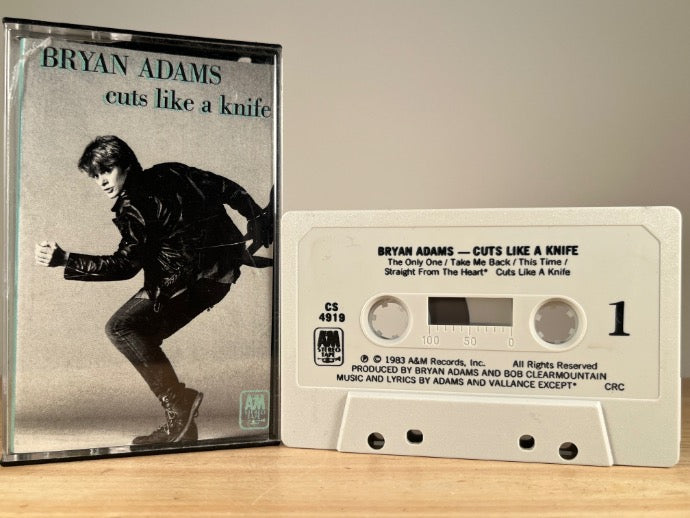 BRYAN ADAMS
cuts like a knife
A&M
BRYAN ADAMS — CUTS LIKE A KNIFE
The Only One / Take Me Back / This Time /
Straight From The Heart* Cuts Like A Knife
CS
4919
1
100 50 0
A&M
STEREO
TAPE
℗ © 1983 A&M Records, Inc. All Rights Reserved
PRODUCED BY BRYAN ADAMS AND BOB CLEARMOUNTAIN
MUSIC AND LYRICS BY ADAMS AND VALLANCE EXCEPT* CRC